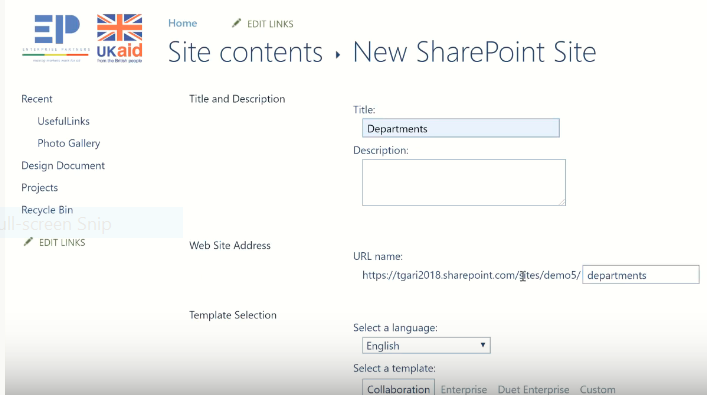 EP
ENTERPRISE PARTNERS
UKaid
from the British people
Home
EDIT LINKS
Site contents ▸ New SharePoint Site
Recent
UsefulLinks
Photo Gallery
Design Document
Projects
Recycle Bin
EDIT LINKS
ull-screen Snip
Title and Description
Title:
Departments
Description:
Web Site Address
URL name:
https://tgari2018.sharepoint.com/sites/demo5/ departments
Template Selection
Select a language:
English
Select a template:
Collaboration Enterprise Duet Enterprise Custom